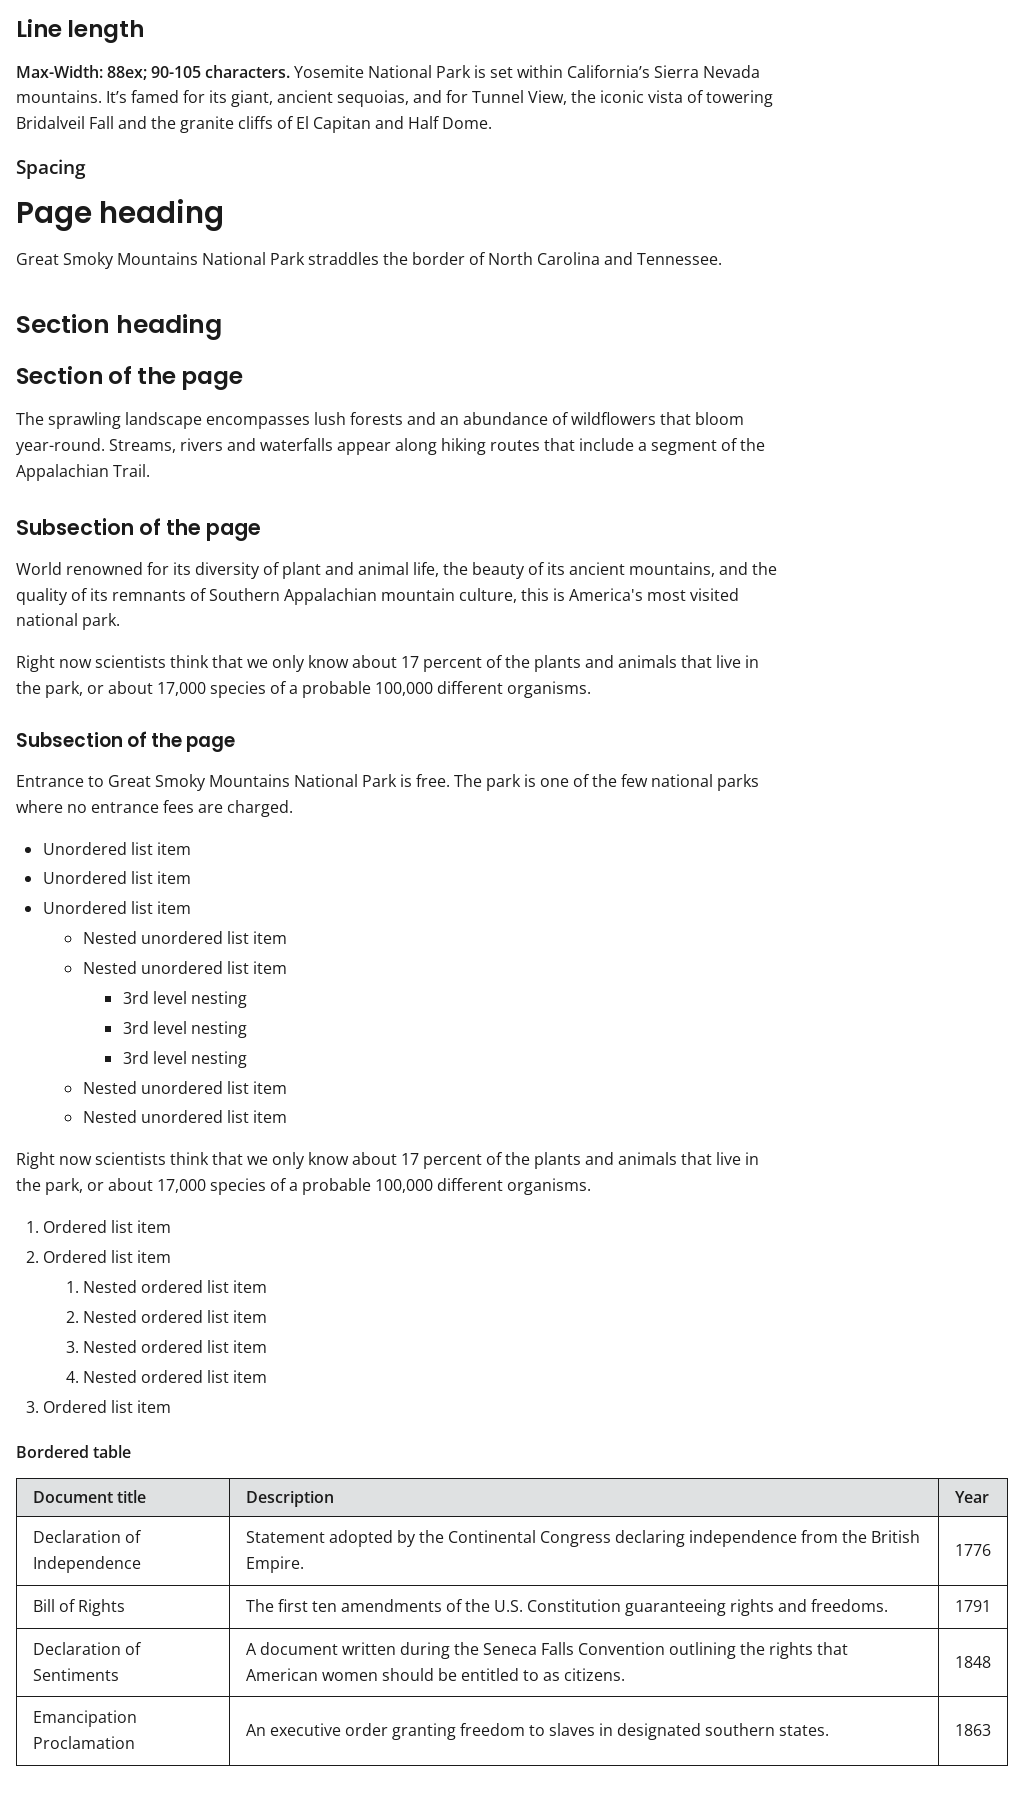 Line length
Max-Width: 88ex; 90-105 characters. Yosemite National Park is set within California’s Sierra Nevada
mountains. It’s famed for its giant, ancient sequoias, and for Tunnel View, the iconic vista of towering
Bridalveil Fall and the granite cliffs of El Capitan and Half Dome.
Spacing
Page heading
Great Smoky Mountains National Park straddles the border of North Carolina and Tennessee.
Section heading
Section of the page
The sprawling landscape encompasses lush forests and an abundance of wildflowers that bloom
year-round. Streams, rivers and waterfalls appear along hiking routes that include a segment of the
Appalachian Trail.
Subsection of the page
World renowned for its diversity of plant and animal life, the beauty of its ancient mountains, and the
quality of its remnants of Southern Appalachian mountain culture, this is America's most visited
national park.
Right now scientists think that we only know about 17 percent of the plants and animals that live in
the park, or about 17,000 species of a probable 100,000 different organisms.
Subsection of the page
Entrance to Great Smoky Mountains National Park is free. The park is one of the few national parks
where no entrance fees are charged.
• Unordered list item
• Unordered list item
• Unordered list item
◦ Nested unordered list item
◦ Nested unordered list item
▪ 3rd level nesting
▪ 3rd level nesting
▪ 3rd level nesting
◦ Nested unordered list item
◦ Nested unordered list item
Right now scientists think that we only know about 17 percent of the plants and animals that live in
the park, or about 17,000 species of a probable 100,000 different organisms.
1. Ordered list item
2. Ordered list item
1. Nested ordered list item
2. Nested ordered list item
3. Nested ordered list item
4. Nested ordered list item
3. Ordered list item
Bordered table
Document title Description Year
Declaration of
Independence
Statement adopted by the Continental Congress declaring independence from the British
Empire.
1776
Bill of Rights The first ten amendments of the U.S. Constitution guaranteeing rights and freedoms. 1791
Declaration of
Sentiments
A document written during the Seneca Falls Convention outlining the rights that
American women should be entitled to as citizens.
1848
Emancipation
Proclamation
An executive order granting freedom to slaves in designated southern states.
1863